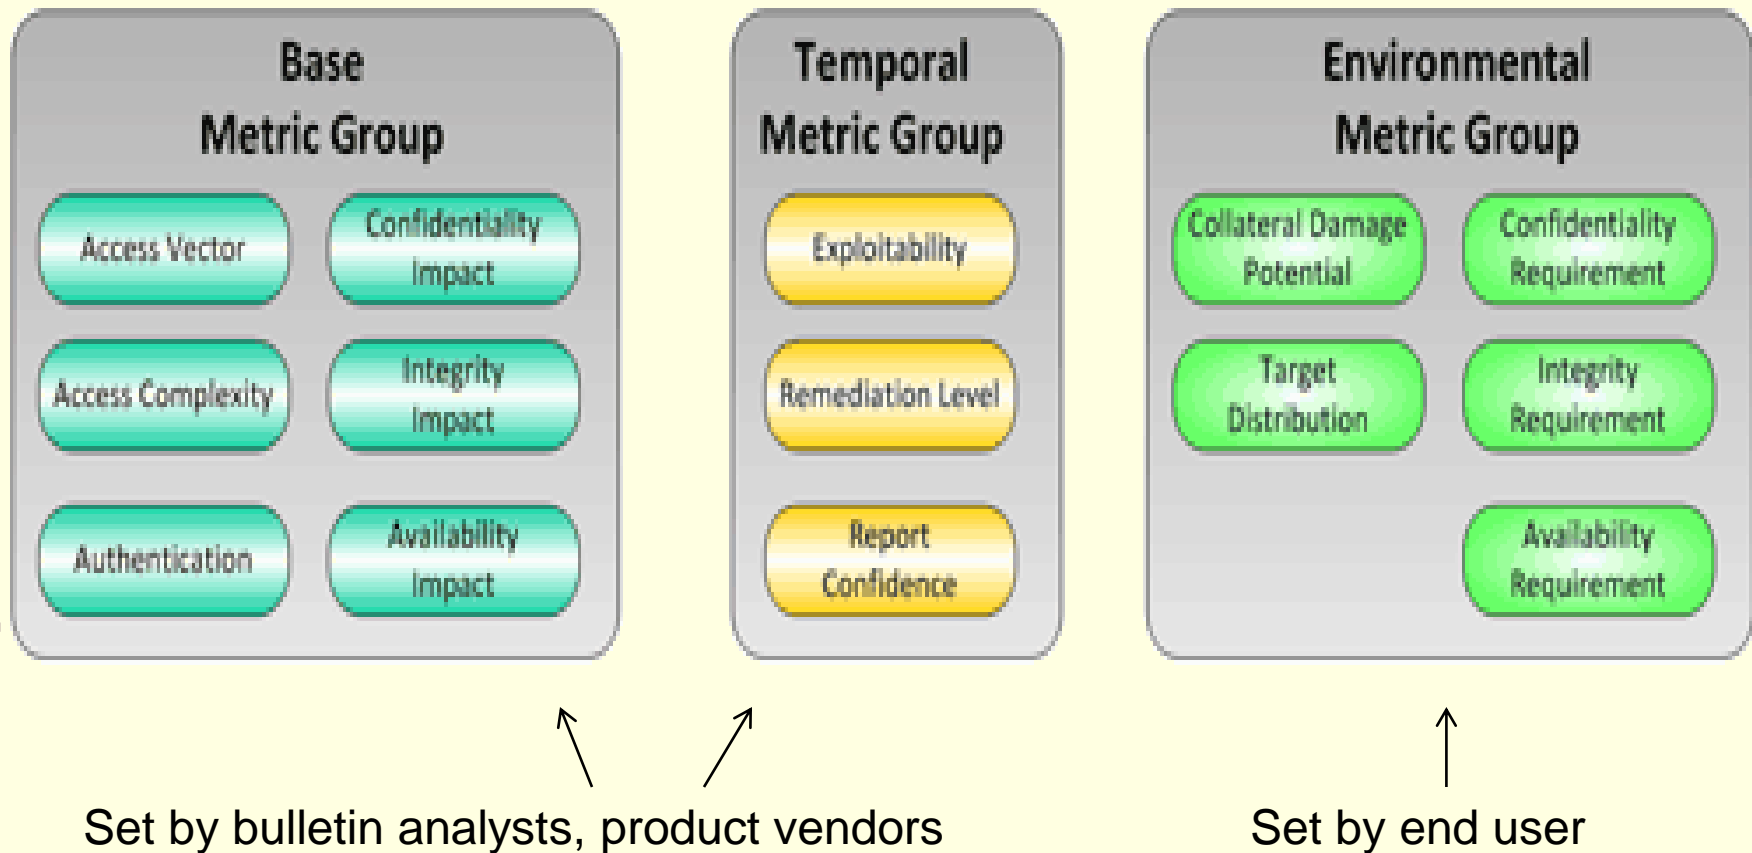 Base
Metric Group
Access Vector
Confidentiality
Impact
Access Complexity
Integrity
Impact
Authentication
Availability
Impact
Temporal
Metric Group
Exploitability
Remediation Level
Report
Confidence
Environmental
Metric Group
Collateral Damage
Potential
Confidentiality
Requirement
Target
Distribution
Integrity
Requirement
Availability
Requirement
Set by bulletin analysts, product vendors
Set by end user